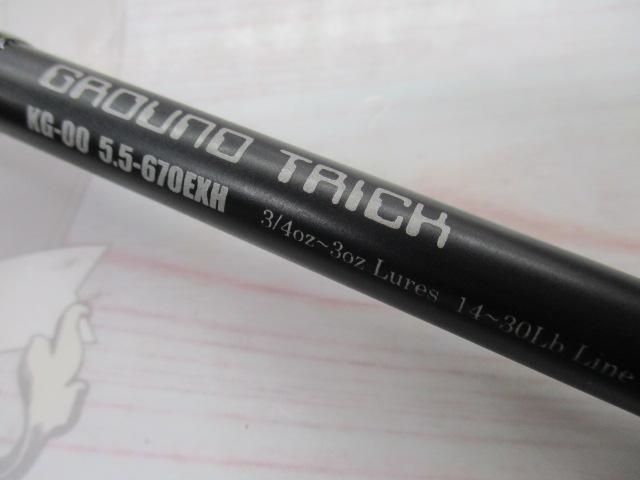 GROUND TRICK
KG-00 5.5-670EXH
3/4oz~3oz Lures 14~30Lb Line